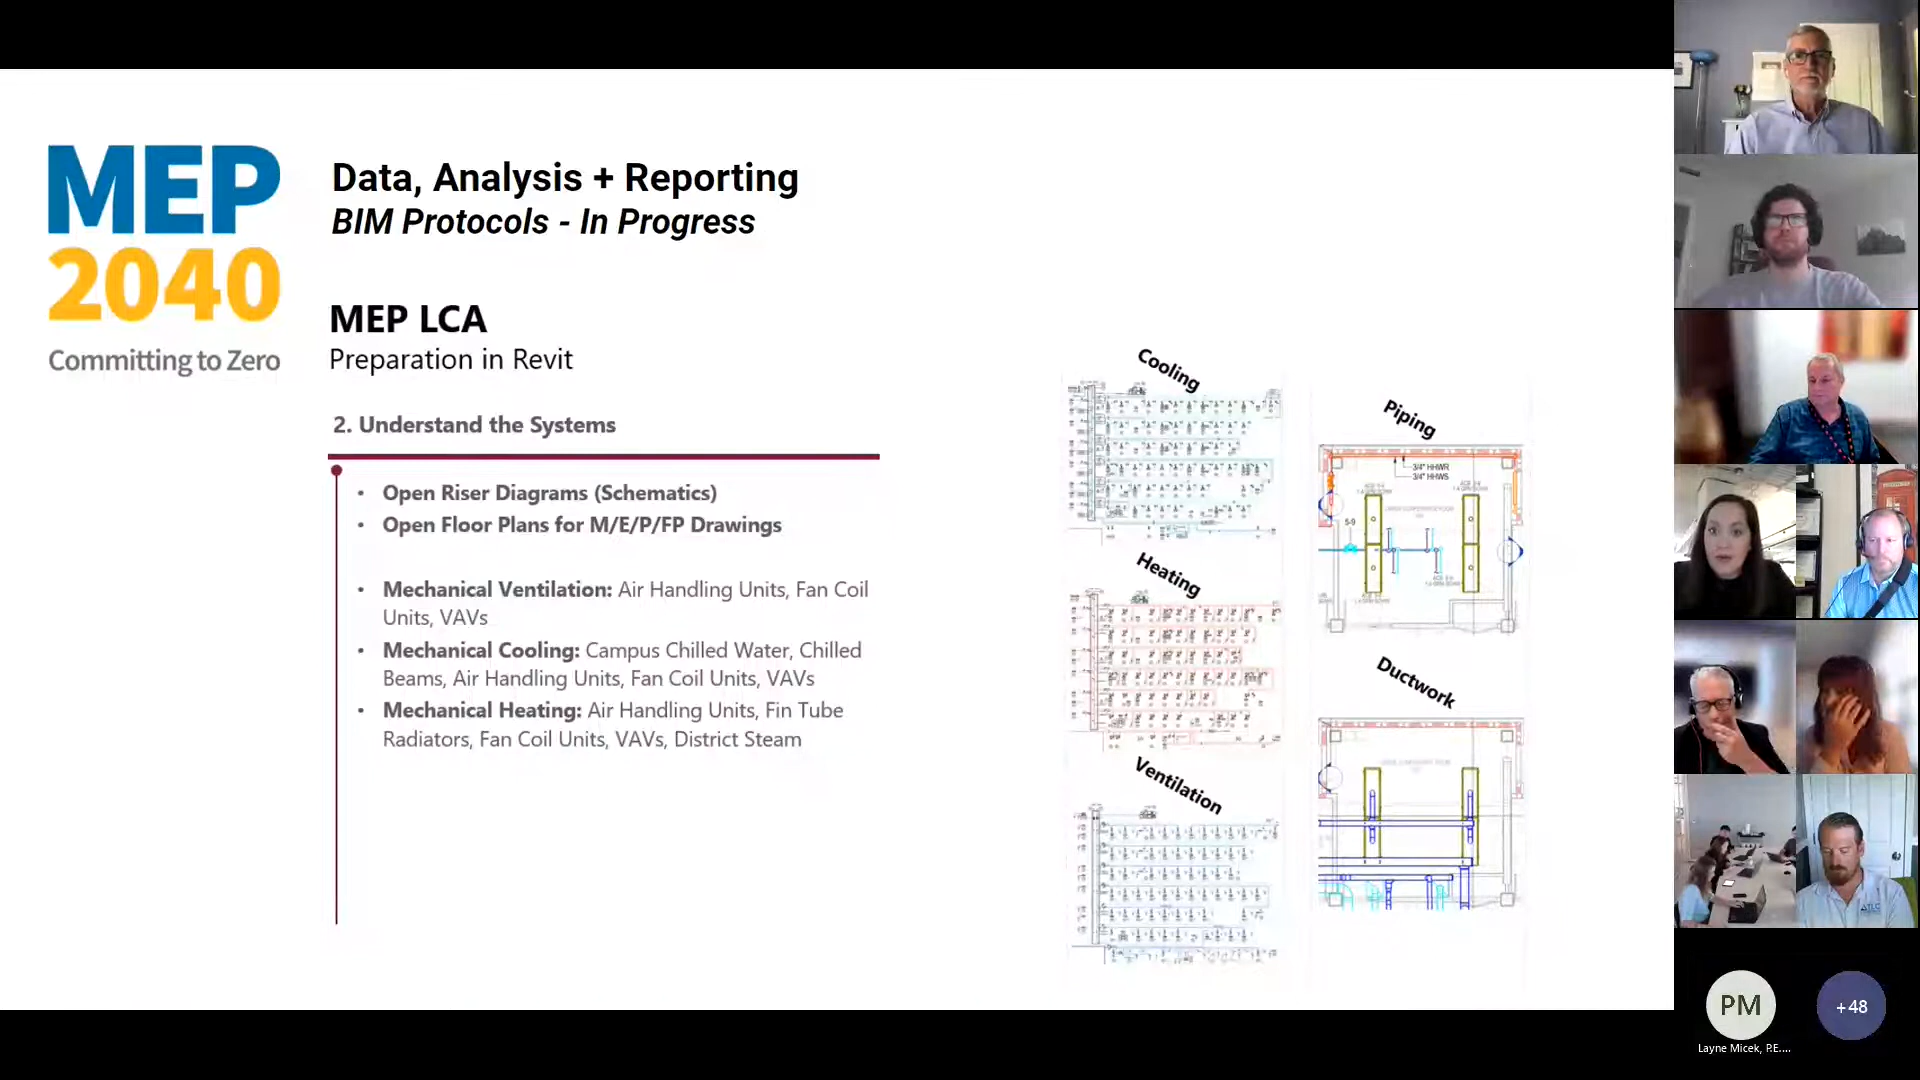 MEP
2040
Committing to Zero
Data, Analysis + Reporting
BIM Protocols - In Progress
MEP LCA
Preparation in Revit
2. Understand the Systems
• Open Riser Diagrams (Schematics)
• Open Floor Plans for M/E/P/FP Drawings
• Mechanical Ventilation: Air Handling Units, Fan Coil
Units, VAVs
• Mechanical Cooling: Campus Chilled Water, Chilled
Beams, Air Handling Units, Fan Coil Units, VAVs
• Mechanical Heating: Air Handling Units, Fin Tube
Radiators, Fan Coil Units, VAVs, District Steam
Cooling
Heating
Ventilation
Piping
3/4" HHWR
3/4" HHWS
S-9
Ductwork
TLC
PM
Layne Micek, P.E....
+48